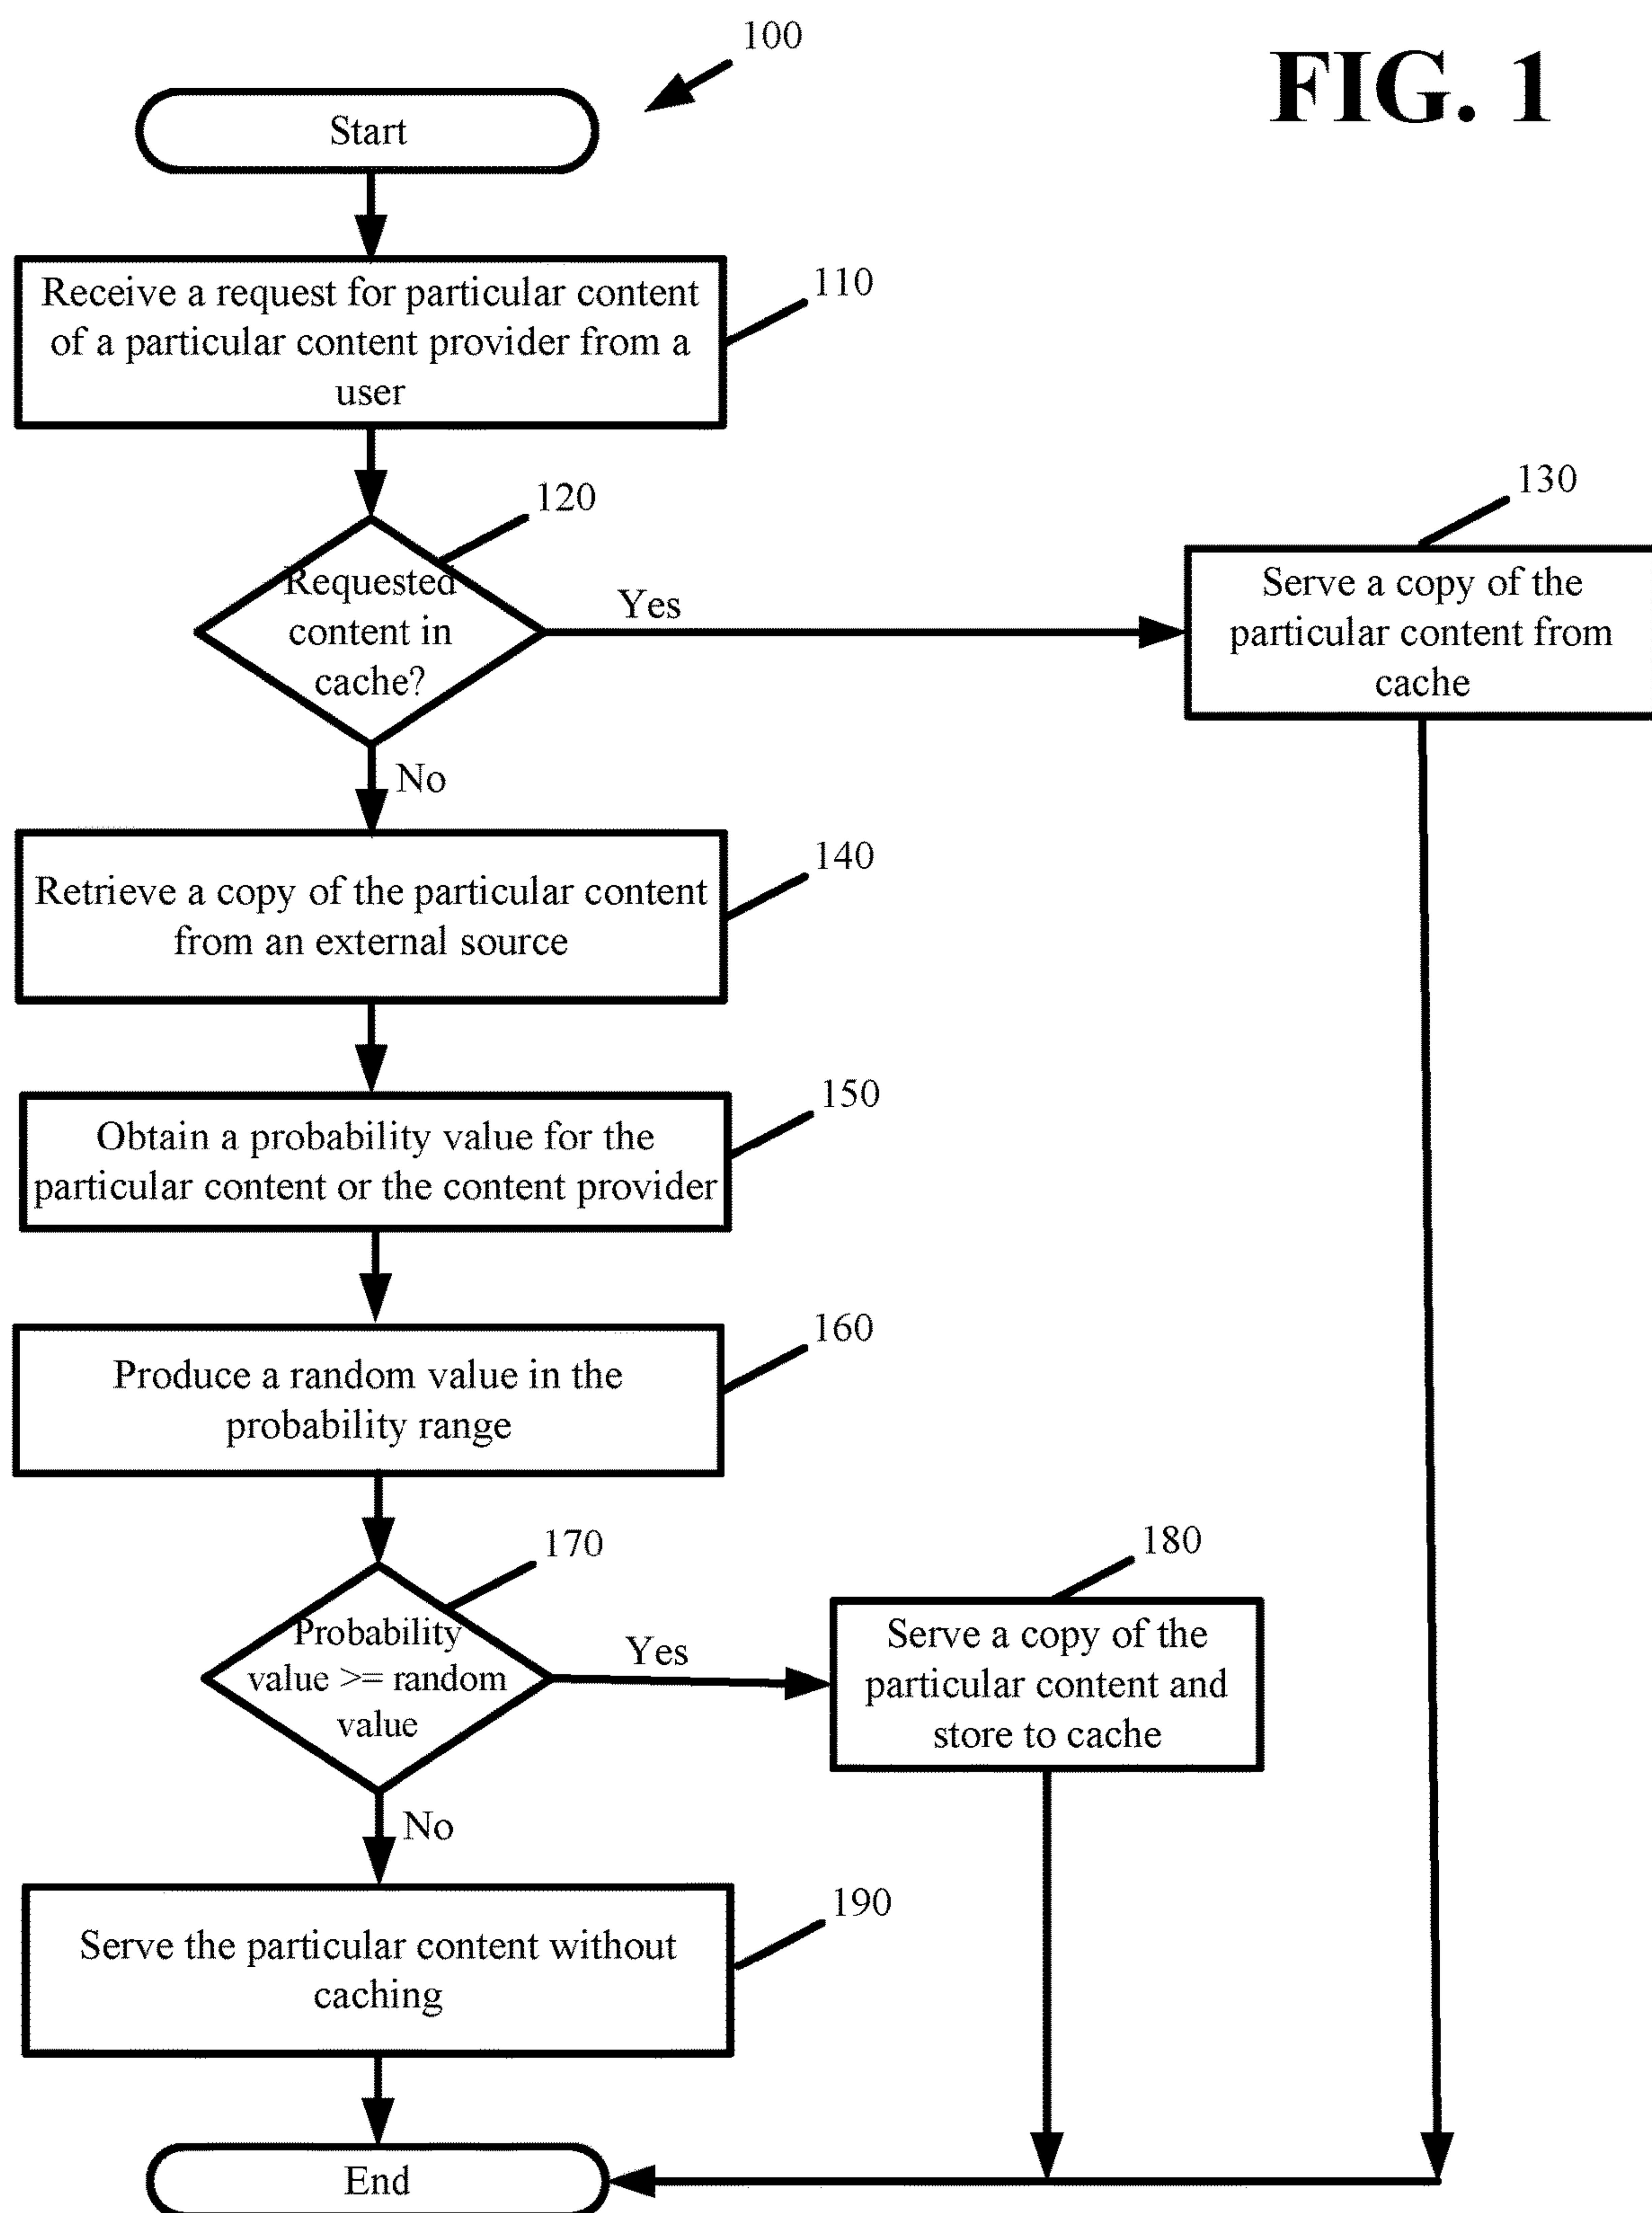 100
FIG. 1
Start
Receive a request for particular content
of a particular content provider from a
user
110
120
Requested
content in
cache?
Yes
130
Serve a copy of the
particular content from
cache
No
140
Retrieve a copy of the particular content
from an external source
150
Obtain a probability value for the
particular content or the content provider
160
Produce a random value in the
probability range
170
Probability
value >= random
value
Yes
180
Serve a copy of the
particular content and
store to cache
No
190
Serve the particular content without
caching
End